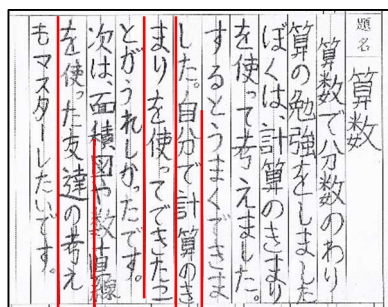 題名
算数
算数で分数のわり
算の勉強をしました
ぼくは、計算のきまり
を使って考えました。
するとうまくできま
した。自分で計算のき
まりを使ってできたこ
とがうれしかったです。
次は、面積図や数直線
を使った友達の考え
もマスターしたいです。